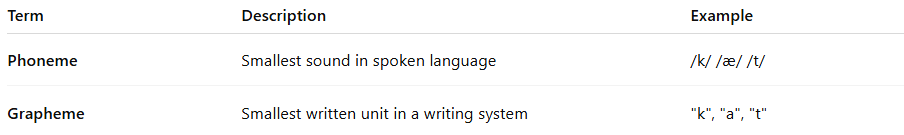 Term Description Example
Phoneme Smallest sound in spoken language /k/ /æ/ /t/
Grapheme Smallest written unit in a writing system "k", "a", "t"